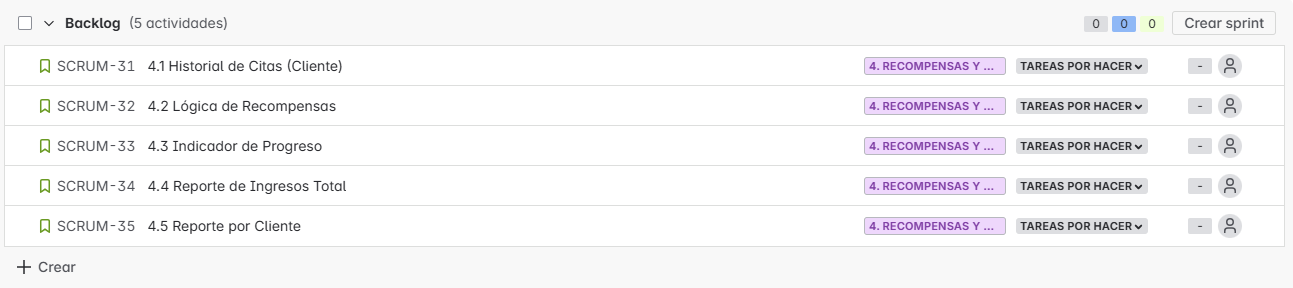 Backlog (5 actividades) 0 0 0 Crear sprint
SCRUM-31 4.1 Historial de Citas (Cliente) 4. RECOMPENSAS Y ... TAREAS POR HACER -
SCRUM-32 4.2 Lógica de Recompensas 4. RECOMPENSAS Y ... TAREAS POR HACER -
SCRUM-33 4.3 Indicador de Progreso 4. RECOMPENSAS Y ... TAREAS POR HACER -
SCRUM-34 4.4 Reporte de Ingresos Total 4. RECOMPENSAS Y ... TAREAS POR HACER -
SCRUM-35 4.5 Reporte por Cliente 4. RECOMPENSAS Y ... TAREAS POR HACER -
+ Crear